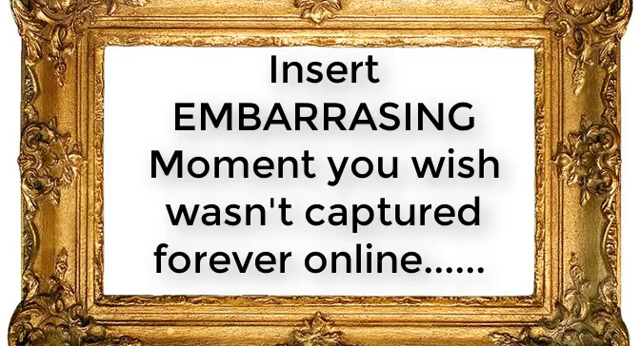 Insert
EMBARRASING
Moment you wish
wasn't captured
forever online......